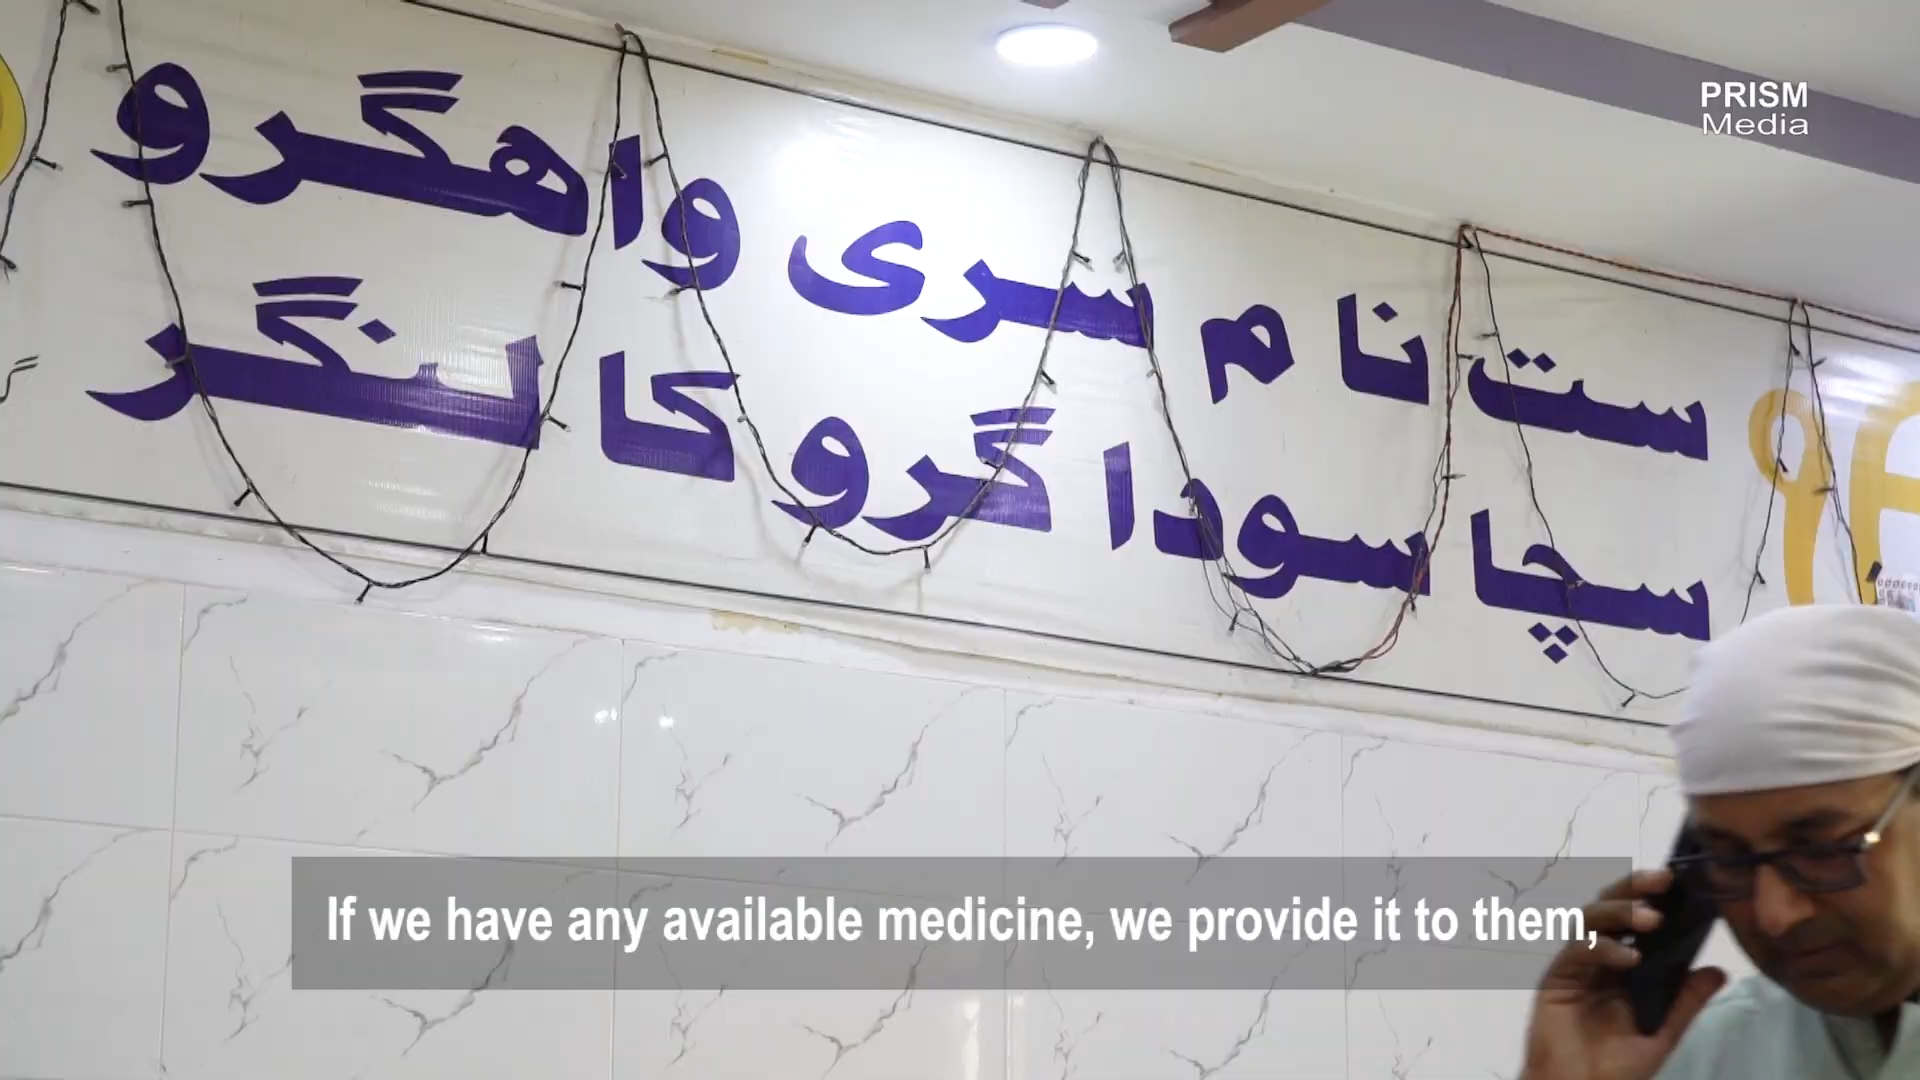 PRISM
Media
ست نام سری واهگرو
سچا سودا گرو کا لنگر
If we have any available medicine, we provide it to them,